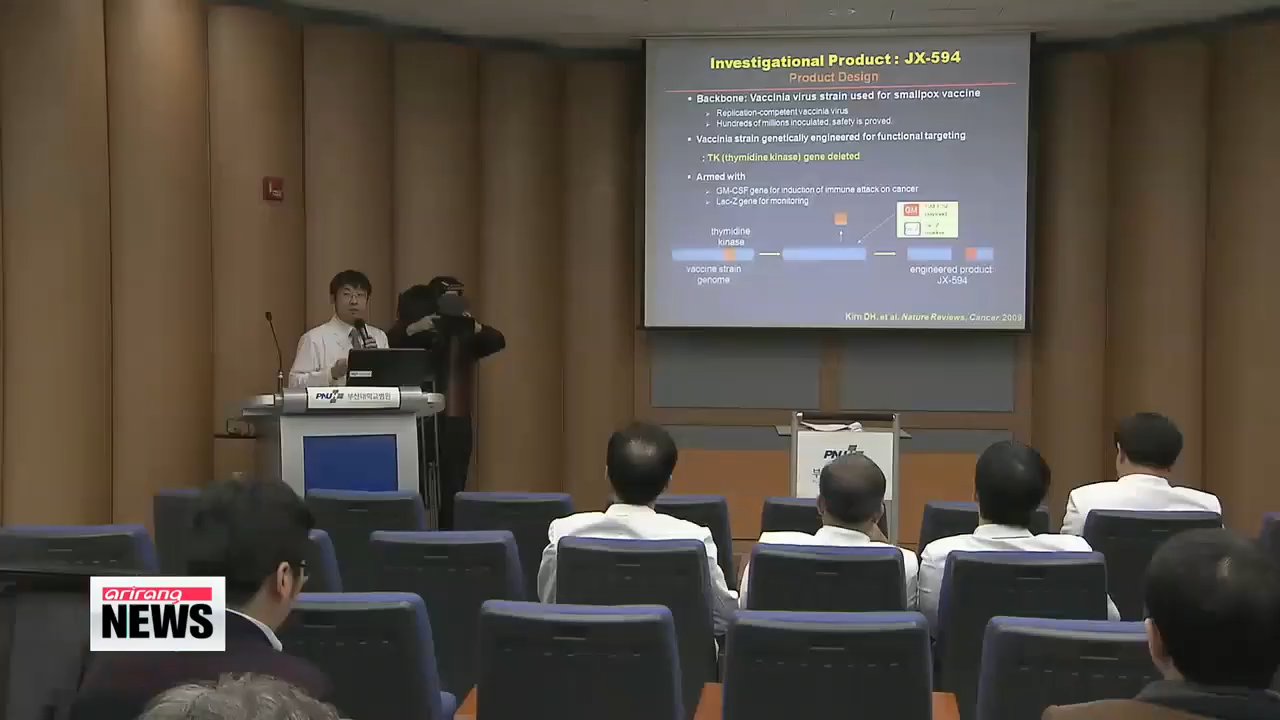 Investigational Product : JX-594
Product Design
• Backbone: Vaccinia virus strain used for smallpox vaccine
➢ Replication-competent vaccinia virus
➢ Hundreds of millions inoculated, safety is proved.
• Vaccinia strain genetically engineered for functional targeting
: TK (thymidine kinase) gene deleted
• Armed with
➢ GM-CSF gene for induction of immune attack on cancer
➢ Lac-Z gene for monitoring
GM
thymidine
kinase
vaccine strain
genome
engineered product
JX-594
Kim DH. et al. Nature Reviews, Cancer. 2009
PNUH 부산대학교병원
PNUH
arirang
NEWS